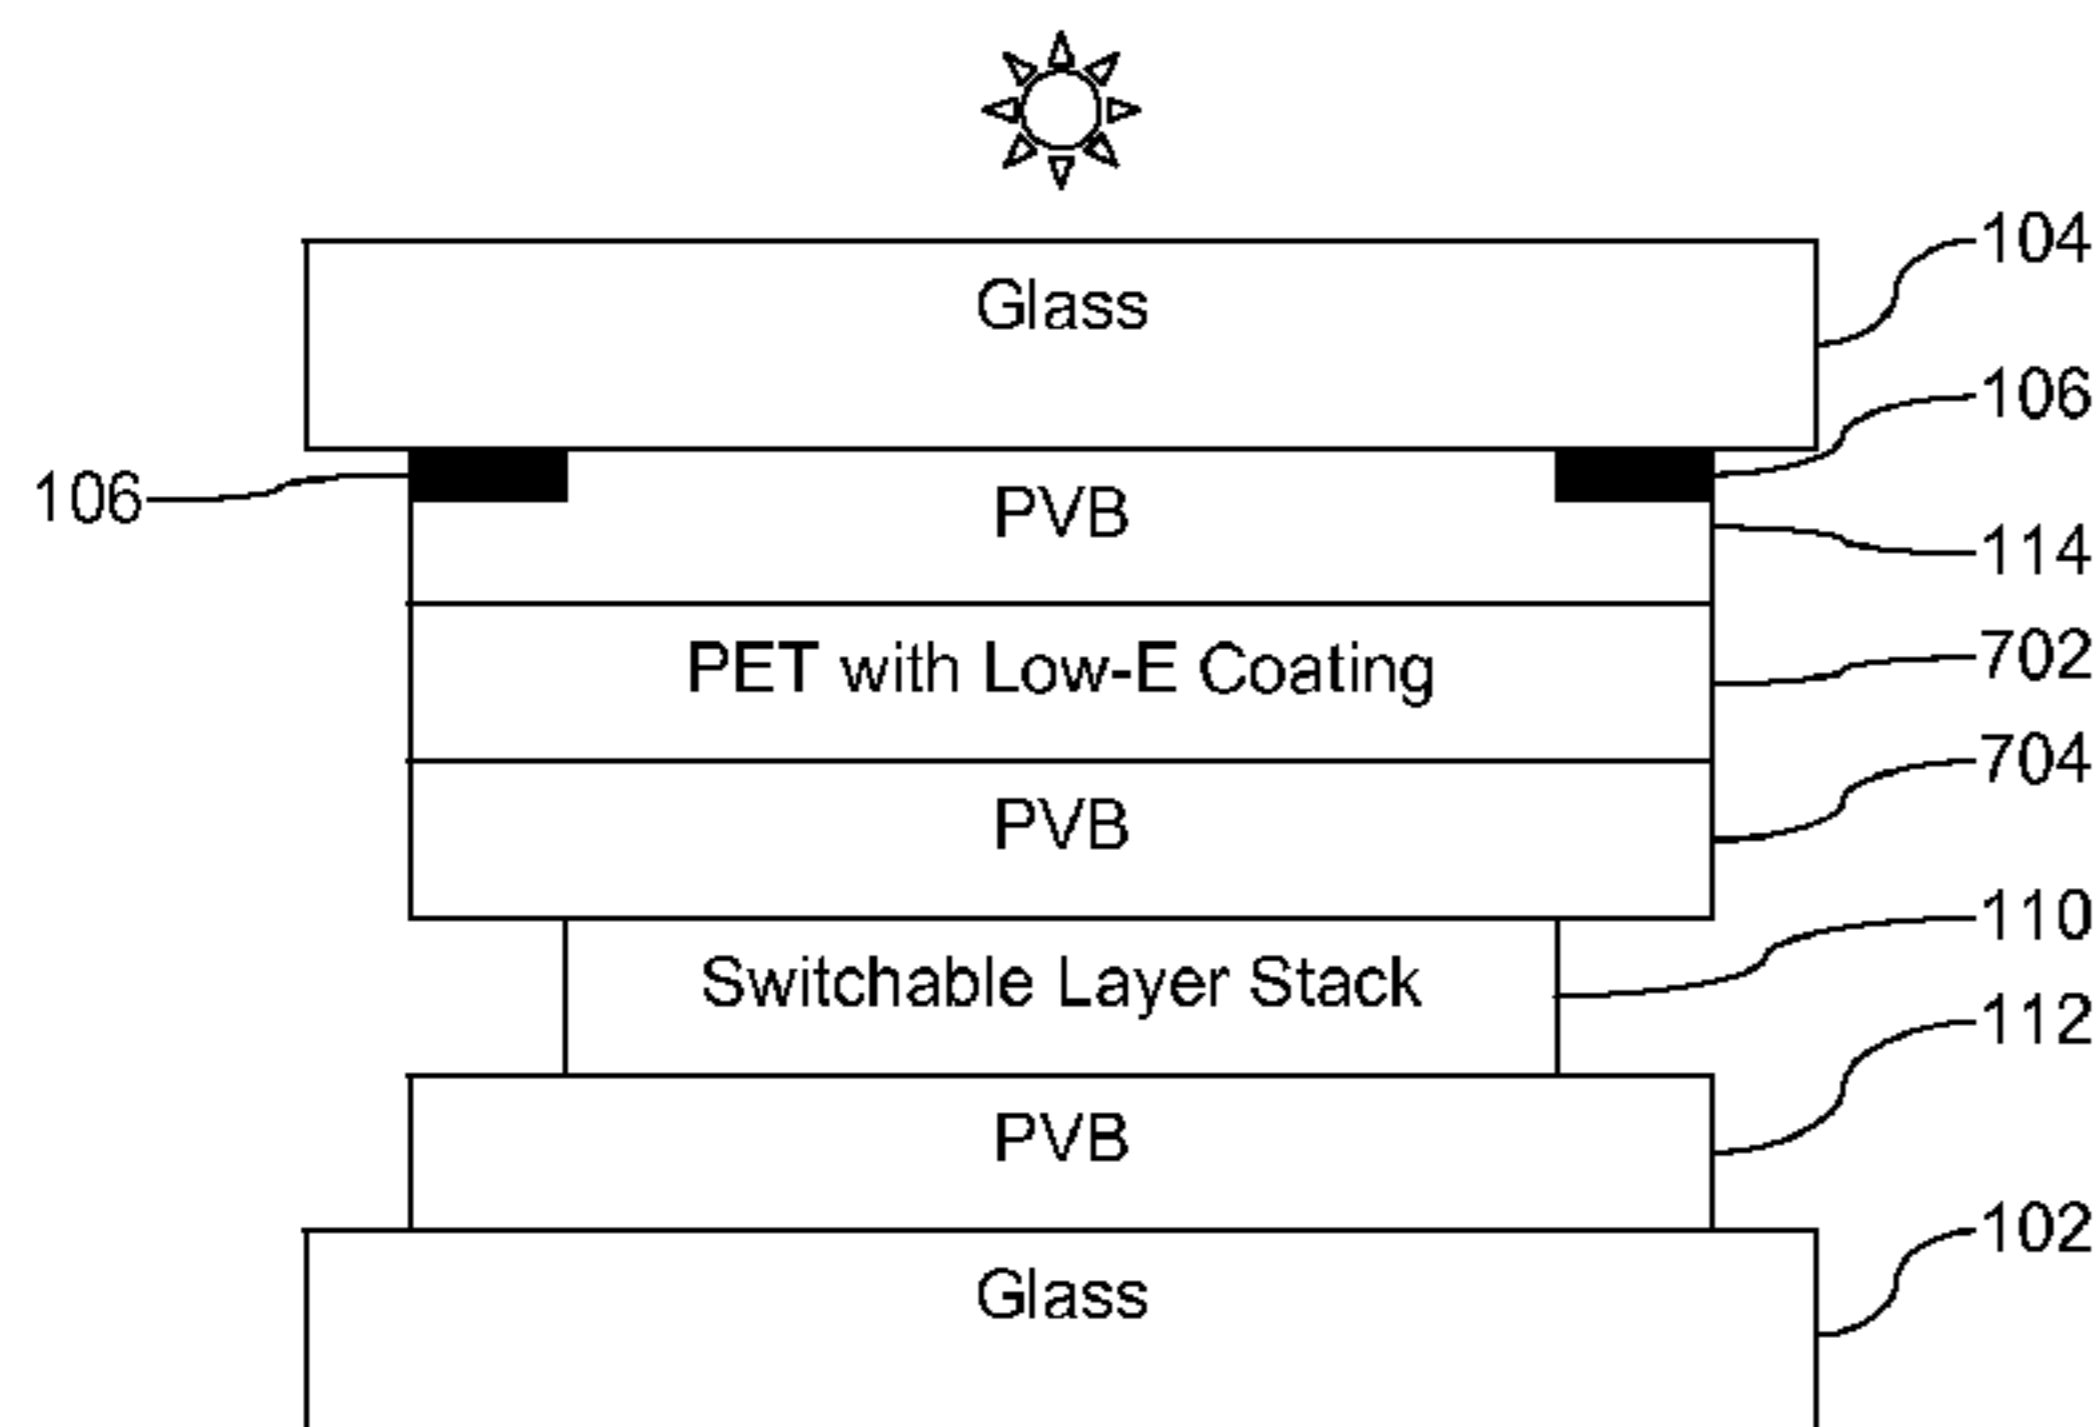 104
Glass
106
106
PVB
114
PET with Low-E Coating
702
704
PVB
110
Switchable Layer Stack
112
PVB
102
Glass